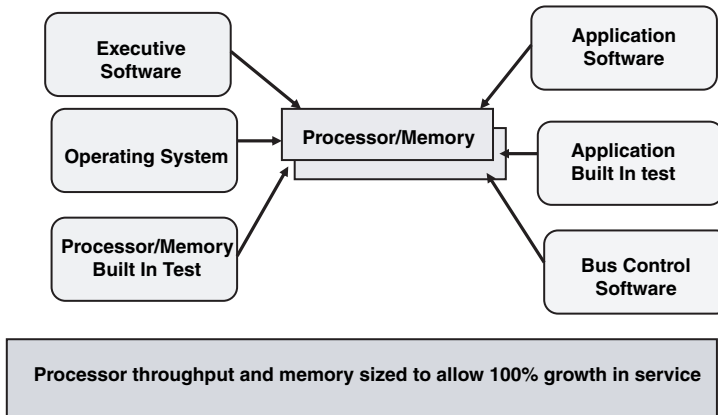 Executive
Software
Application
Software
Processor/Memory
Operating System
Application
Built In test
Processor/Memory
Built In Test
Bus Control
Software
Processor throughput and memory sized to allow 100% growth in service